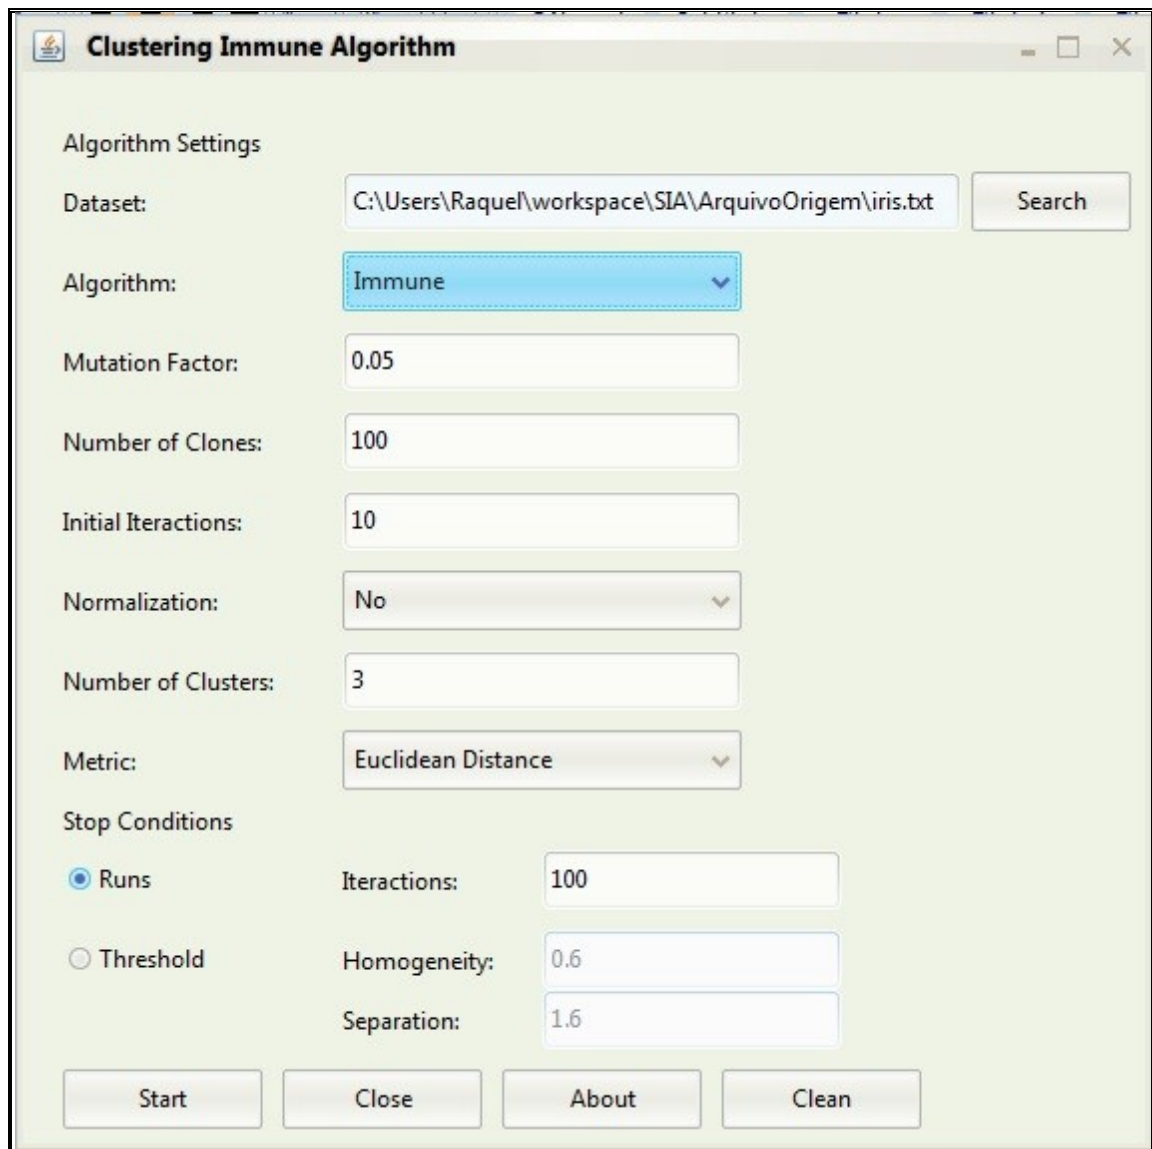 Clustering Immune Algorithm
Algorithm Settings
Dataset: C:\Users\Raquel\workspace\SIA\ArquivoOrigem\iris.txt Search
Algorithm: Immune
Mutation Factor: 0.05
Number of Clones: 100
Initial Iteractions: 10
Normalization: No
Number of Clusters: 3
Metric: Euclidean Distance
Stop Conditions
Runs Iteractions: 100
Threshold Homogeneity: 0.6
Separation: 1.6
Start Close About Clean